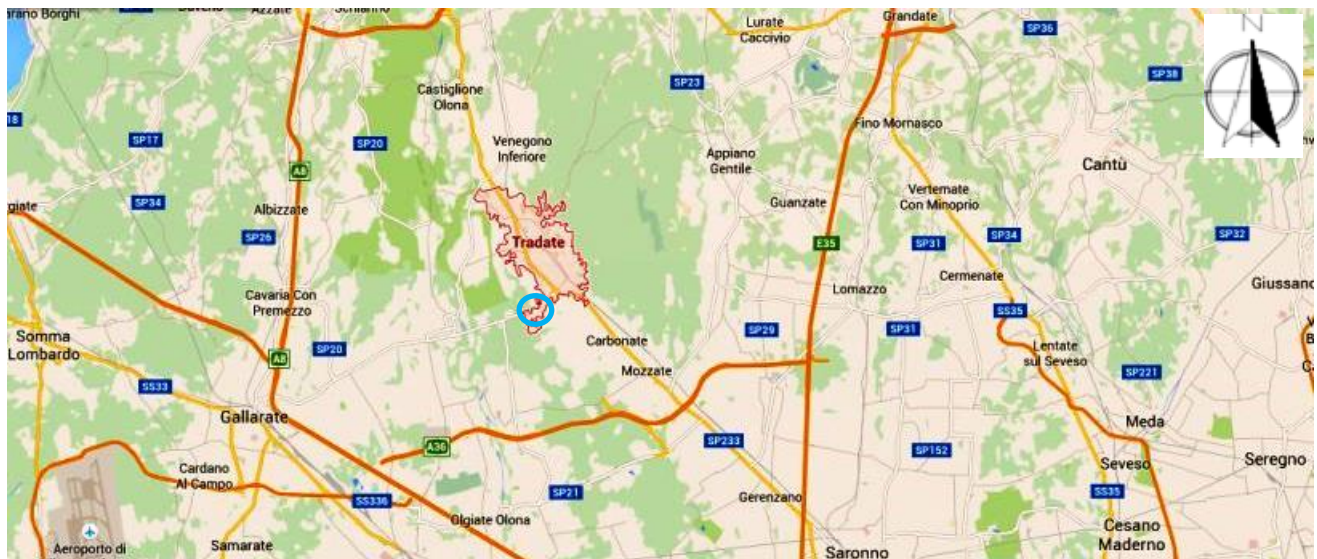 Grandate
Lurate
Caccivio
SP36
N
SP23
SP38
Castiglione
Olona
18
SP17
SP20
Venegono
Inferiore
Fino Mornasco
Appiano
Gentile
Cantù
A8
SP34
Albizzate
Guanzate
Vertemate
Con Minoprio
SP26
Tradate
E35
SP31
SP34
SP32
Cermenate
Giussano
Cavaria Con
Premezzo
Lomazzo
SS35
Somma
Lombardo
SP20
A8
Carbonate
SP29
SP31
Lentate
sul Seveso
Mozzate
SP221
SS33
Gallarate
Meda
A36
SP233
SP152
Cardano
Al Campo
Seveso
Seregno
SS336
SP21
Gerenzano
SS35
Olgiate Olona
Cesano
Maderno
Aeroporto di
Samarate
Saronno